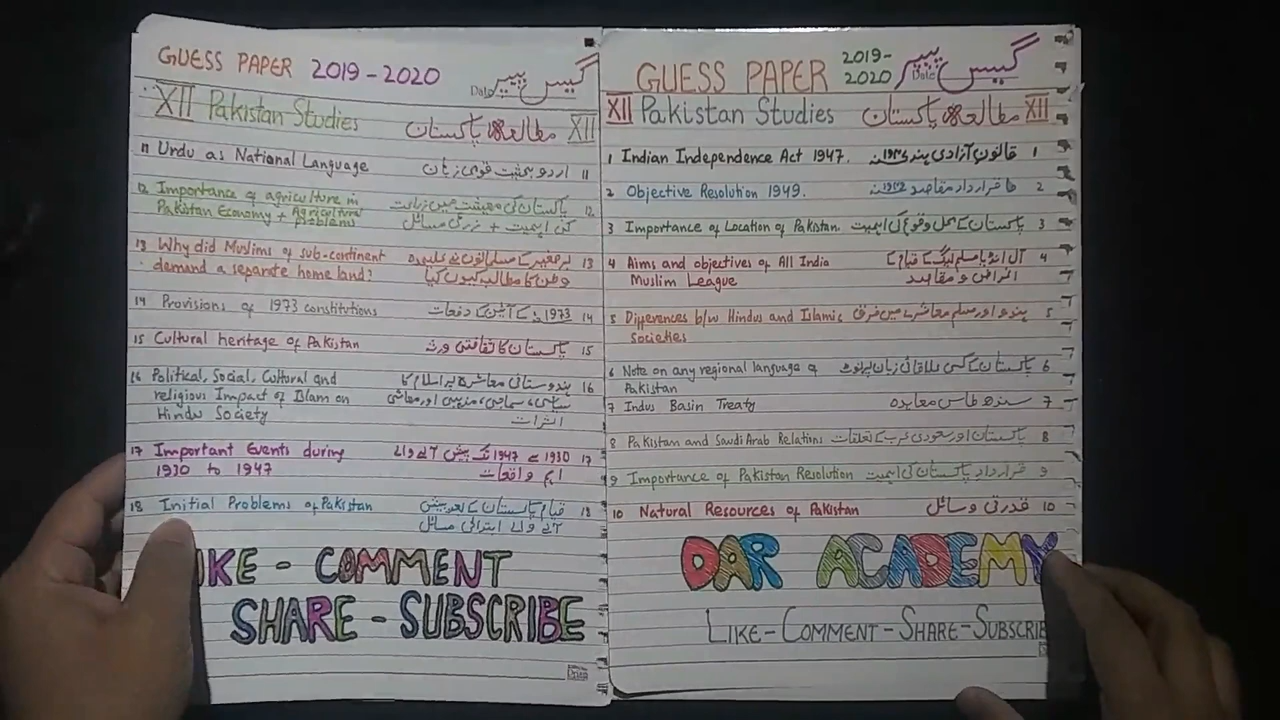 GUESS PAPER 2019-2020 گیس پیپر
Date
XII Pakistan Studies مطالعہ پاکستان XII
11 Urdu as National Language اردو بحیثیت قومی زبان 11
12 Importance of agriculture in پاکستان کی معیشت میں زراعت 12
Pakistan Economy + Agricultural problems کی اہمیت + زرعی مسائل
13 Why did Muslims of sub-continent برصغیر کے مسلمانوں نے علیحدہ 13
demand a separate home land? وطن کا مطالبہ کیوں کیا
14 Provisions of 1973 constitutions 1973ء کے آئین کے دفعات 14
15 Cultural heritage of Pakistan پاکستان کا ثقافتی ورثہ 15
16 Political, Social, Cultural and ہندوستانی معاشرہ پر اسلام کا 16
religious Impact of Islam on سیاسی، سماجی، مذہبی اور معاشی
Hindu Society اثرات
17 Important Events during 1930 سے 1947 تک پیش آنے والے 17
1930 to 1947 اہم واقعات
18 Initial Problems of Pakistan قیام پاکستان کے بعد پیش 18
آنے والے ابتدائی مسائل
IKE - COMMENT
SHARE - SUBSCRIBE
GUESS PAPER 2019-
2020 گیس پیپر
Date
XII Pakistan Studies مطالعہ پاکستان XII
1 Indian Independence Act 1947. قانون آزادی ہند 1
2 Objective Resolution 1949. قرارداد مقاصد 2
3 Importance of Location of Pakistan. پاکستان کے محل وقوع کی اہمیت 3
4 Aims and objectives of All India آل انڈیا مسلم لیگ کا قیام کا 4
Muslim League اغراض و مقاصد
5 Differences b/w Hindus and Islamic ہندو اور مسلم معاشرے میں فرق 5
societies
6 Note on any regional language of پاکستان کے کسی علاقائی زبان پر نوٹ 6
Pakistan
7 Indus Basin Treaty سندھ طاس معاہدہ 7
8 Pakistan and Saudi Arab Relations پاکستان اور سعودی عرب کے تعلقات 8
9 Importance of Pakistan Resolution قرارداد پاکستان کی اہمیت 9
10 Natural Resources of Pakistan قدرتی وسائل 10
DAR ACADEMY
LIKE-COMMENT-SHARE-SUBSCRIB